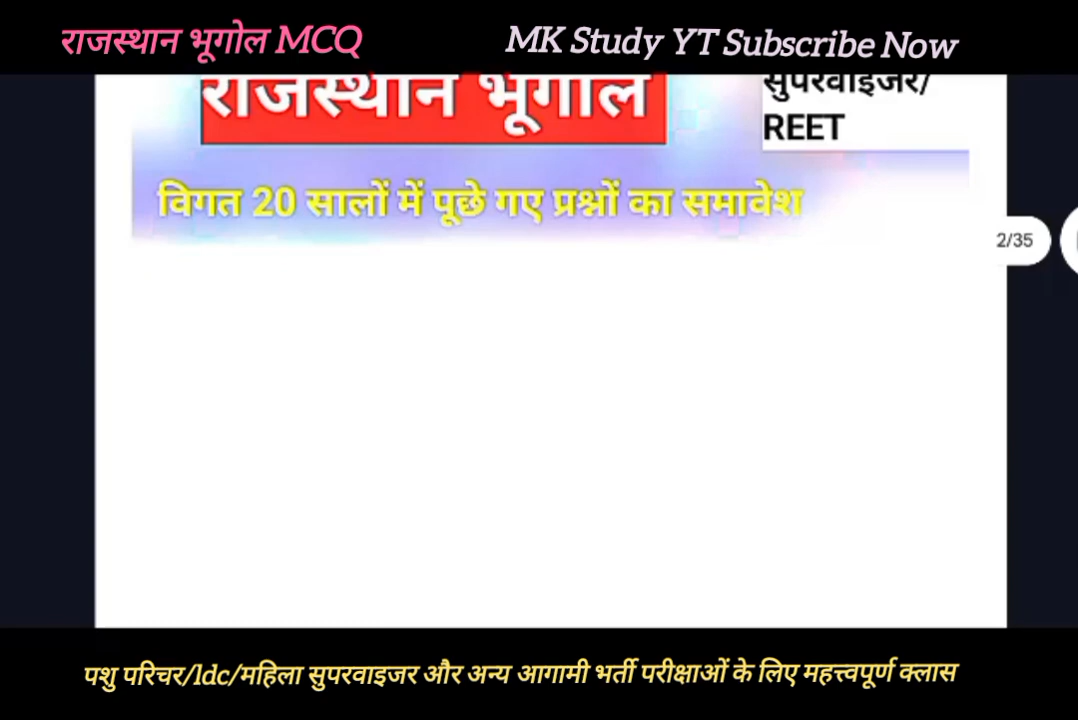 राजस्थान भूगोल MCQ
MK Study YT Subscribe Now
राजस्थान भूगोल
सुपरवाइजर/
REET
विगत 20 सालों में पूछे गए प्रश्नों का समावेश
2/35
पशु परिचर/ldc/महिला सुपरवाइजर और अन्य आगामी भर्ती परीक्षाओं के लिए महत्त्वपूर्ण क्लास